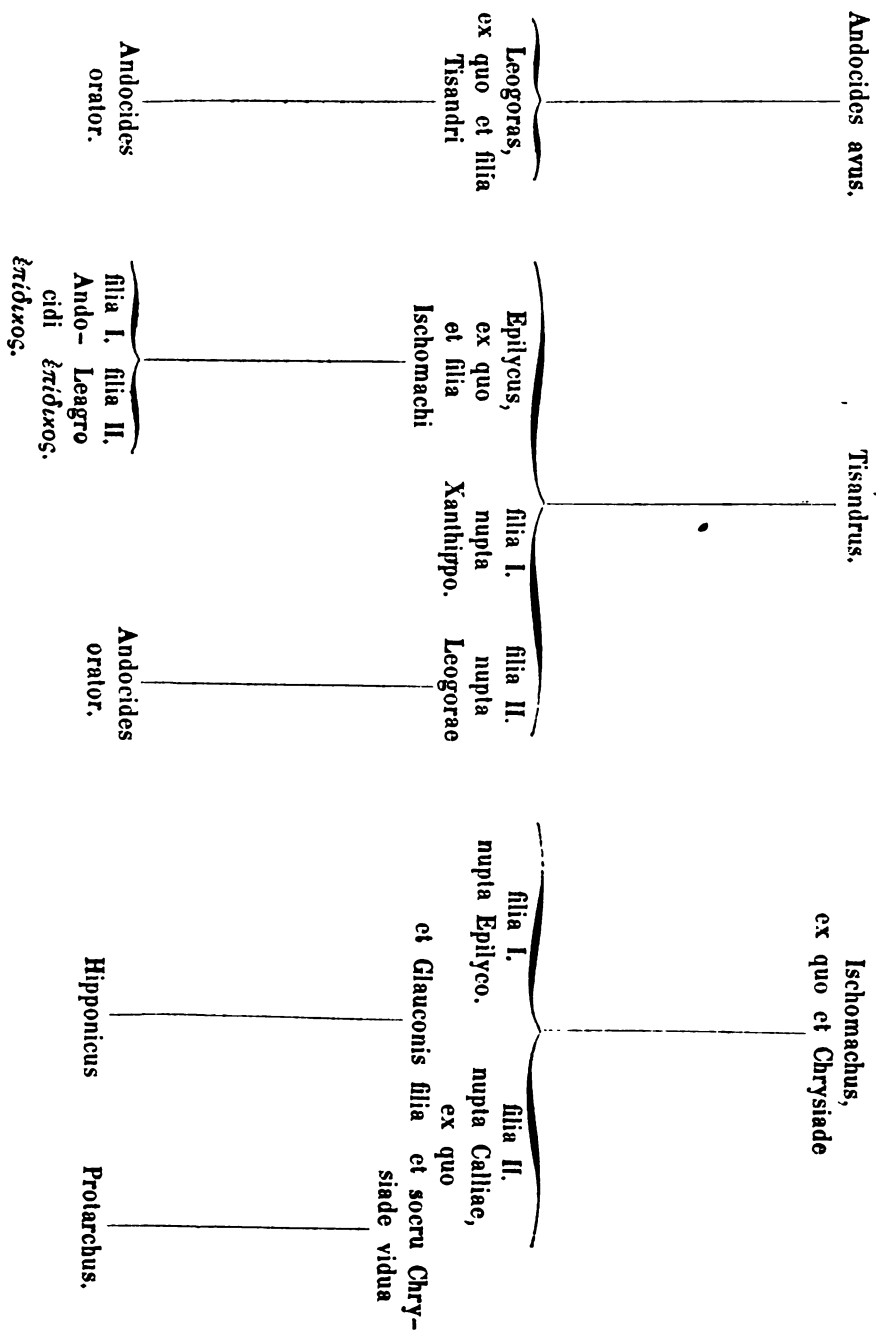 Andocides avus.
Leogoras,
ex quo et filia
Tisandri
Andocides
orator.
Tisandrus.
Epilycus,
ex quo
et filia
Ischomachi
filia I. filia II.
Ando- Leagro
cidi ἐπίδικος.
ἐπίδικος.
filia I.
nupta
Xanthippo.
filia II.
nupta
Leogorae
Andocides
orator.
Ischomachus,
ex quo et Chrysiade
filia I.
nupta Epilyco.
filia II.
nupta Calliae,
ex quo
et Glauconis filia et socru Chry-
siade vidua
Hipponicus
Protarchus.